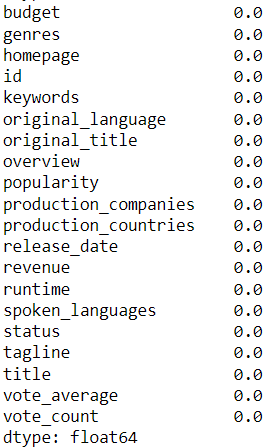 budget 0.0
genres 0.0
homepage 0.0
id 0.0
keywords 0.0
original_language 0.0
original_title 0.0
overview 0.0
popularity 0.0
production_companies 0.0
production_countries 0.0
release_date 0.0
revenue 0.0
runtime 0.0
spoken_languages 0.0
status 0.0
tagline 0.0
title 0.0
vote_average 0.0
vote_count 0.0
dtype: float64